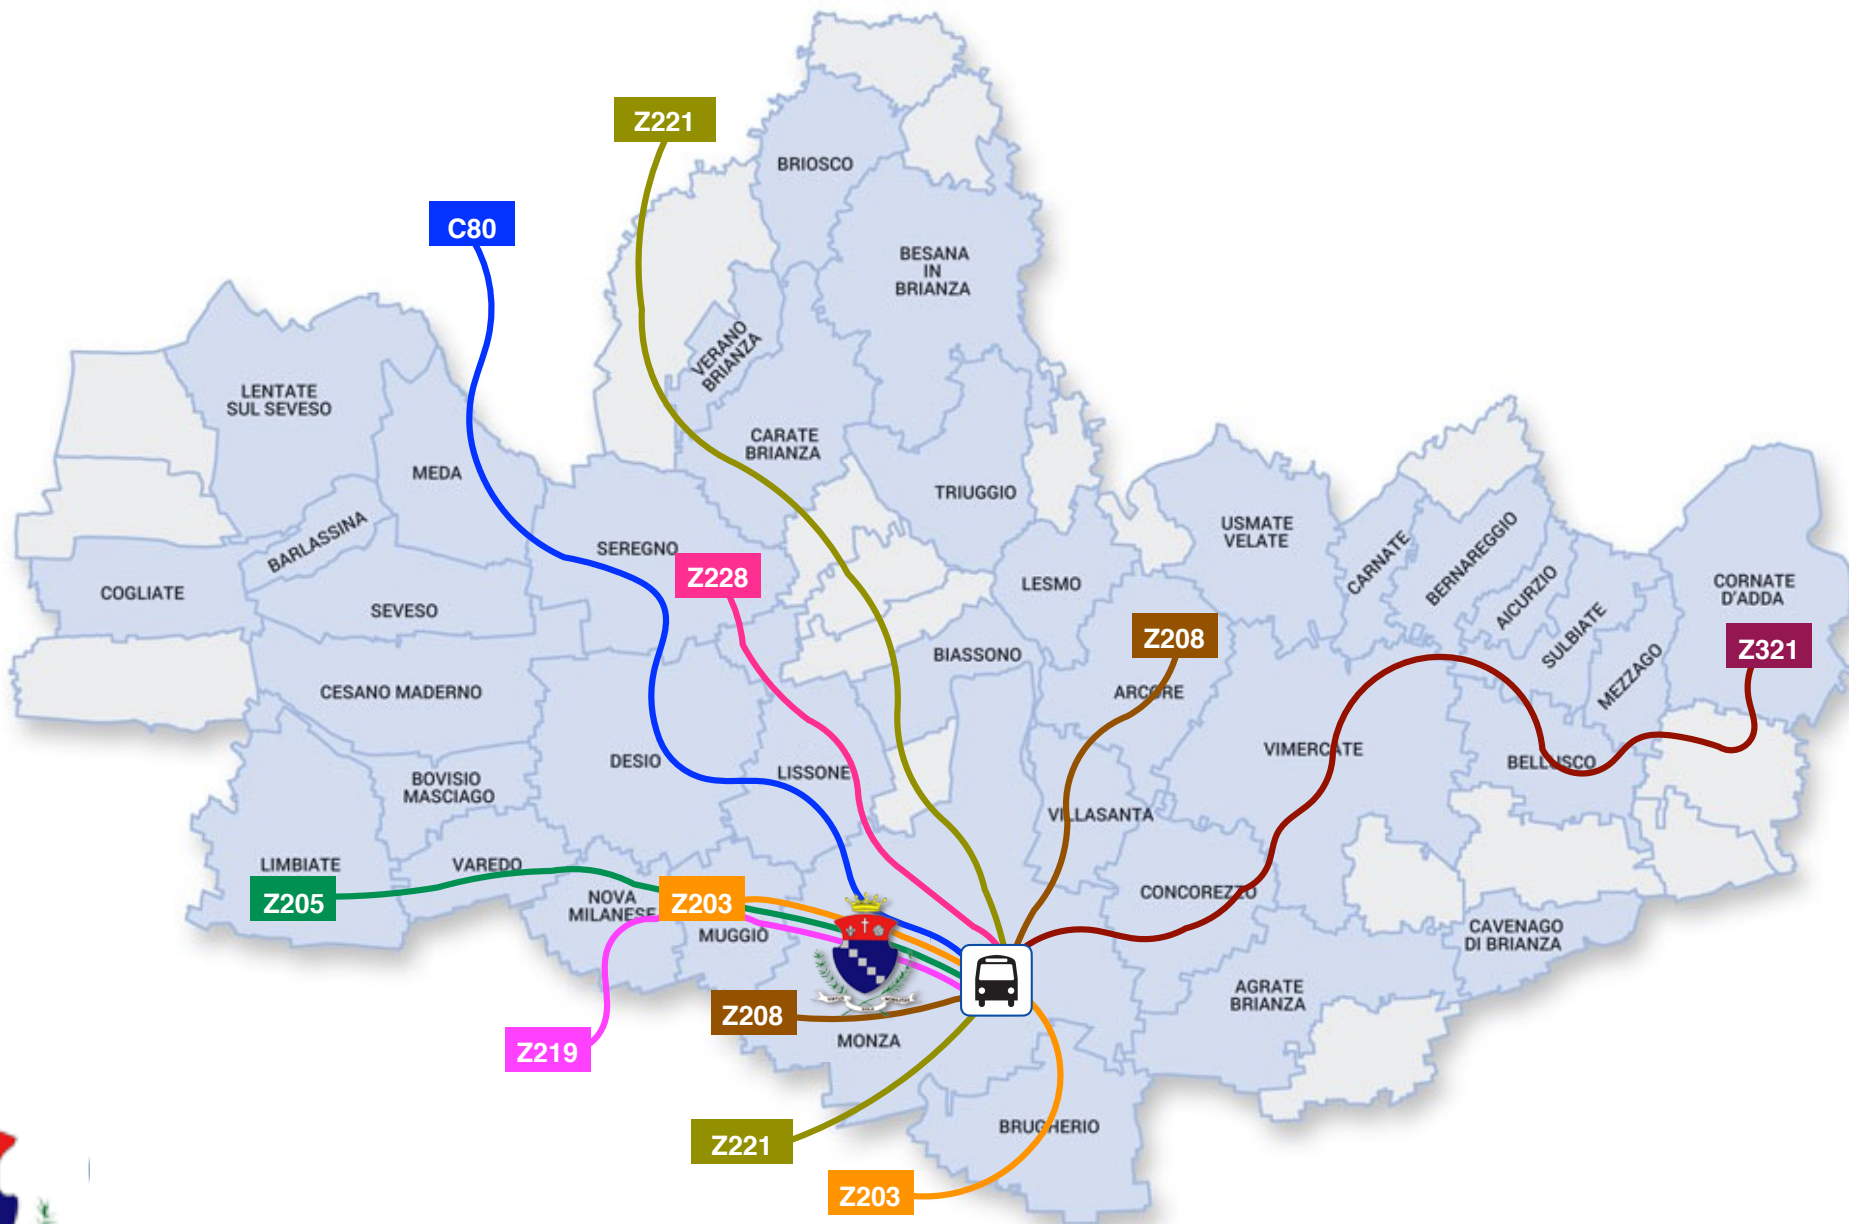 Z221
BRIOSCO
C80
BESANA
IN
BRIANZA
VERANO
BRIANZA
LENTATE
SUL SEVESO
CARATE
BRIANZA
MEDA
TRIUGGIO
USMATE
VELATE
BARLASSINA
SEREGNO
CARNATE
BERNAREGGIO
COGLIATE
Z228
LESMO
AICURZIO
CORNATE
D'ADDA
SEVESO
SULBIATE
Z208
Z321
BIASSONO
MEZZAGO
CESANO MADERNO
ARCORE
DESIO
LISSONE
VIMERCATE
BELLUSCO
BOVISIO
MASCIAGO
VILLASANTA
LIMBIATE
VAREDO
Z205
NOVA
MILANESE
Z203
CONCOREZZO
MUGGIÒ
CAVENAGO
DI BRIANZA
AGRATE
BRIANZA
Z208
MONZA
Z219
Z221
BRUGHERIO
Z203